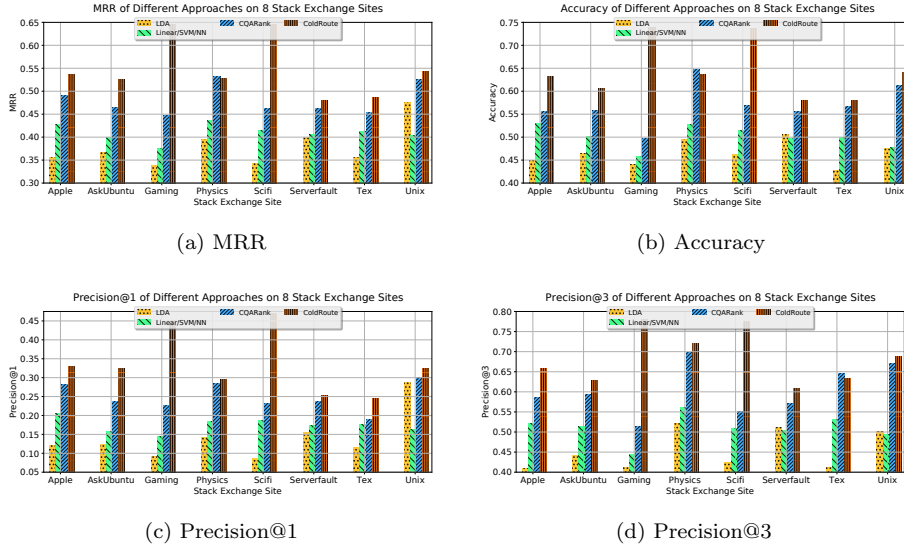 MRR of Different Approaches on 8 Stack Exchange Sites
LDA
Linear/SVM/NN
CQARank
ColdRoute
0.65
0.60
0.55
0.50
0.45
0.40
0.35
0.30
MRR
Apple AskUbuntu Gaming Physics Scifi Serverfault Tex Unix
Stack Exchange Site
(a) MRR
Accuracy of Different Approaches on 8 Stack Exchange Sites
LDA
Linear/SVM/NN
CQARank
ColdRoute
0.75
0.70
0.65
0.60
0.55
0.50
0.45
0.40
Accuracy
Apple AskUbuntu Gaming Physics Scifi Serverfault Tex Unix
Stack Exchange Site
(b) Accuracy
Precision@1 of Different Approaches on 8 Stack Exchange Sites
LDA
Linear/SVM/NN
CQARank
ColdRoute
0.45
0.40
0.35
0.30
0.25
0.20
0.15
0.10
0.05
Precision@1
Apple AskUbuntu Gaming Physics Scifi Serverfault Tex Unix
Stack Exchange Site
(c) Precision@1
Precision@3 of Different Approaches on 8 Stack Exchange Sites
LDA
Linear/SVM/NN
CQARank
ColdRoute
0.80
0.75
0.70
0.65
0.60
0.55
0.50
0.45
0.40
Precision@3
Apple AskUbuntu Gaming Physics Scifi Serverfault Tex Unix
Stack Exchange Site
(d) Precision@3